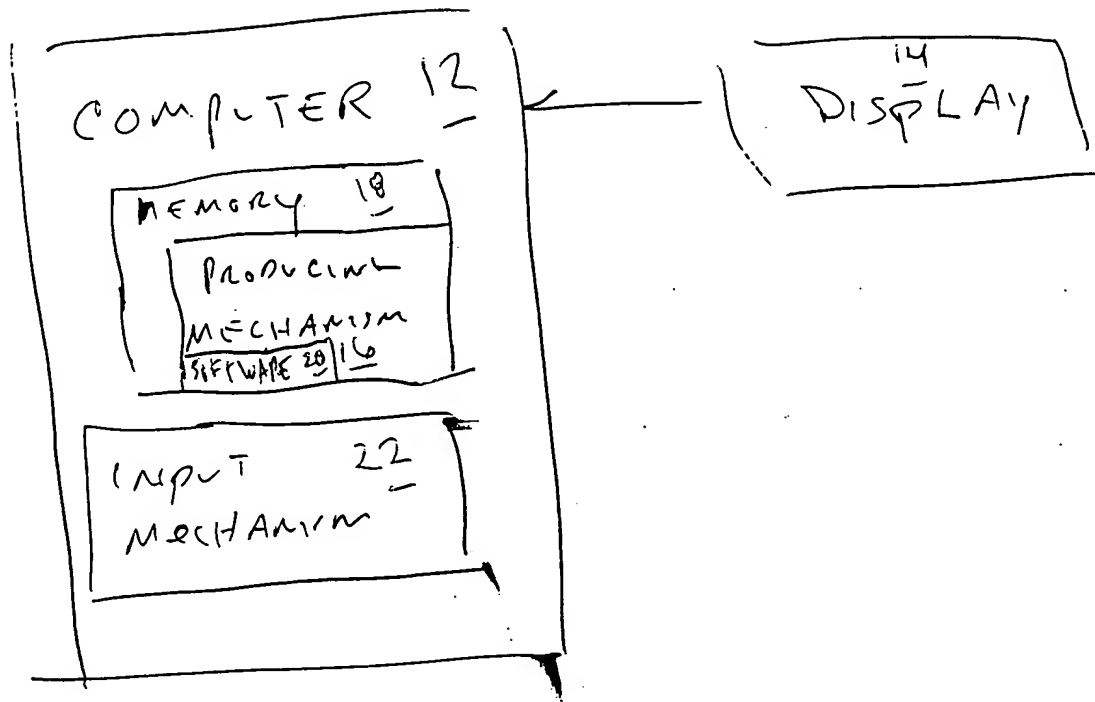 COMPUTER 12
14
DISPLAY
MEMORY 18
PRODUCING
MECHANISM
SOFTWARE 20 16
INPUT 22
MECHANISM